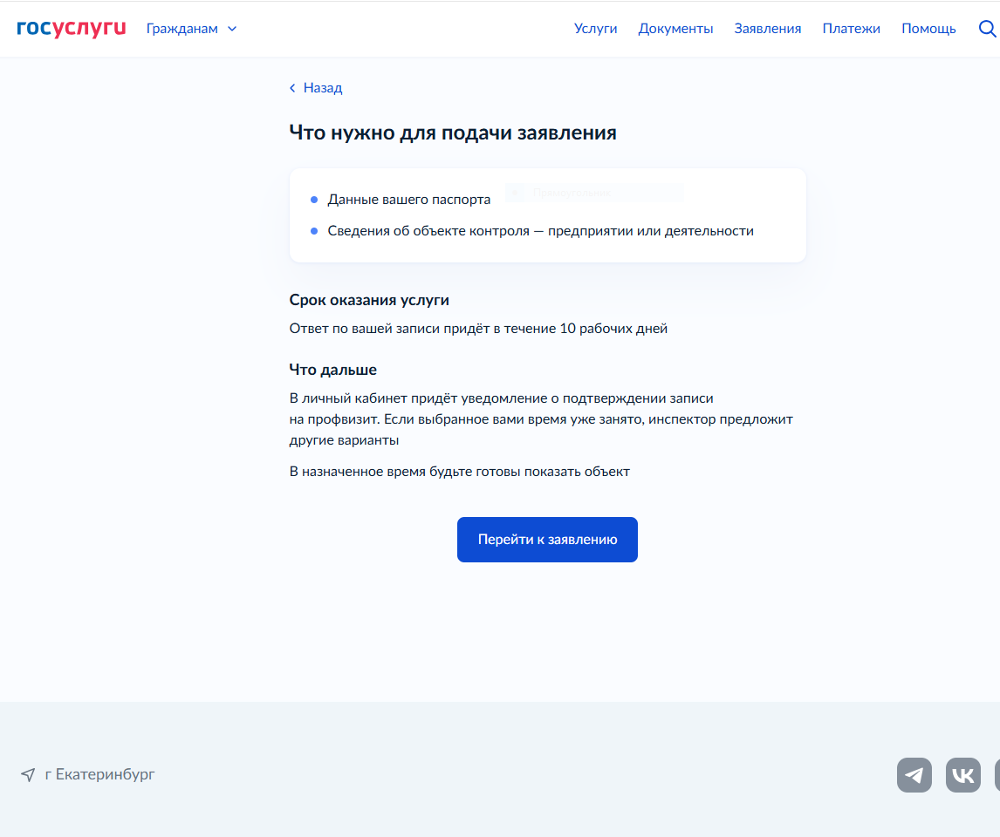 госуслуги Гражданам Услуги Документы Заявления Платежи Помощь
Назад
Что нужно для подачи заявления
Прямоугольник
Данные вашего паспорта
Сведения об объекте контроля — предприятии или деятельности
Срок оказания услуги
Ответ по вашей записи придёт в течение 10 рабочих дней
Что дальше
В личный кабинет придёт уведомление о подтверждении записи
на профвизит. Если выбранное вами время уже занято, инспектор предложит
другие варианты
В назначенное время будьте готовы показать объект
Перейти к заявлению
г Екатеринбург